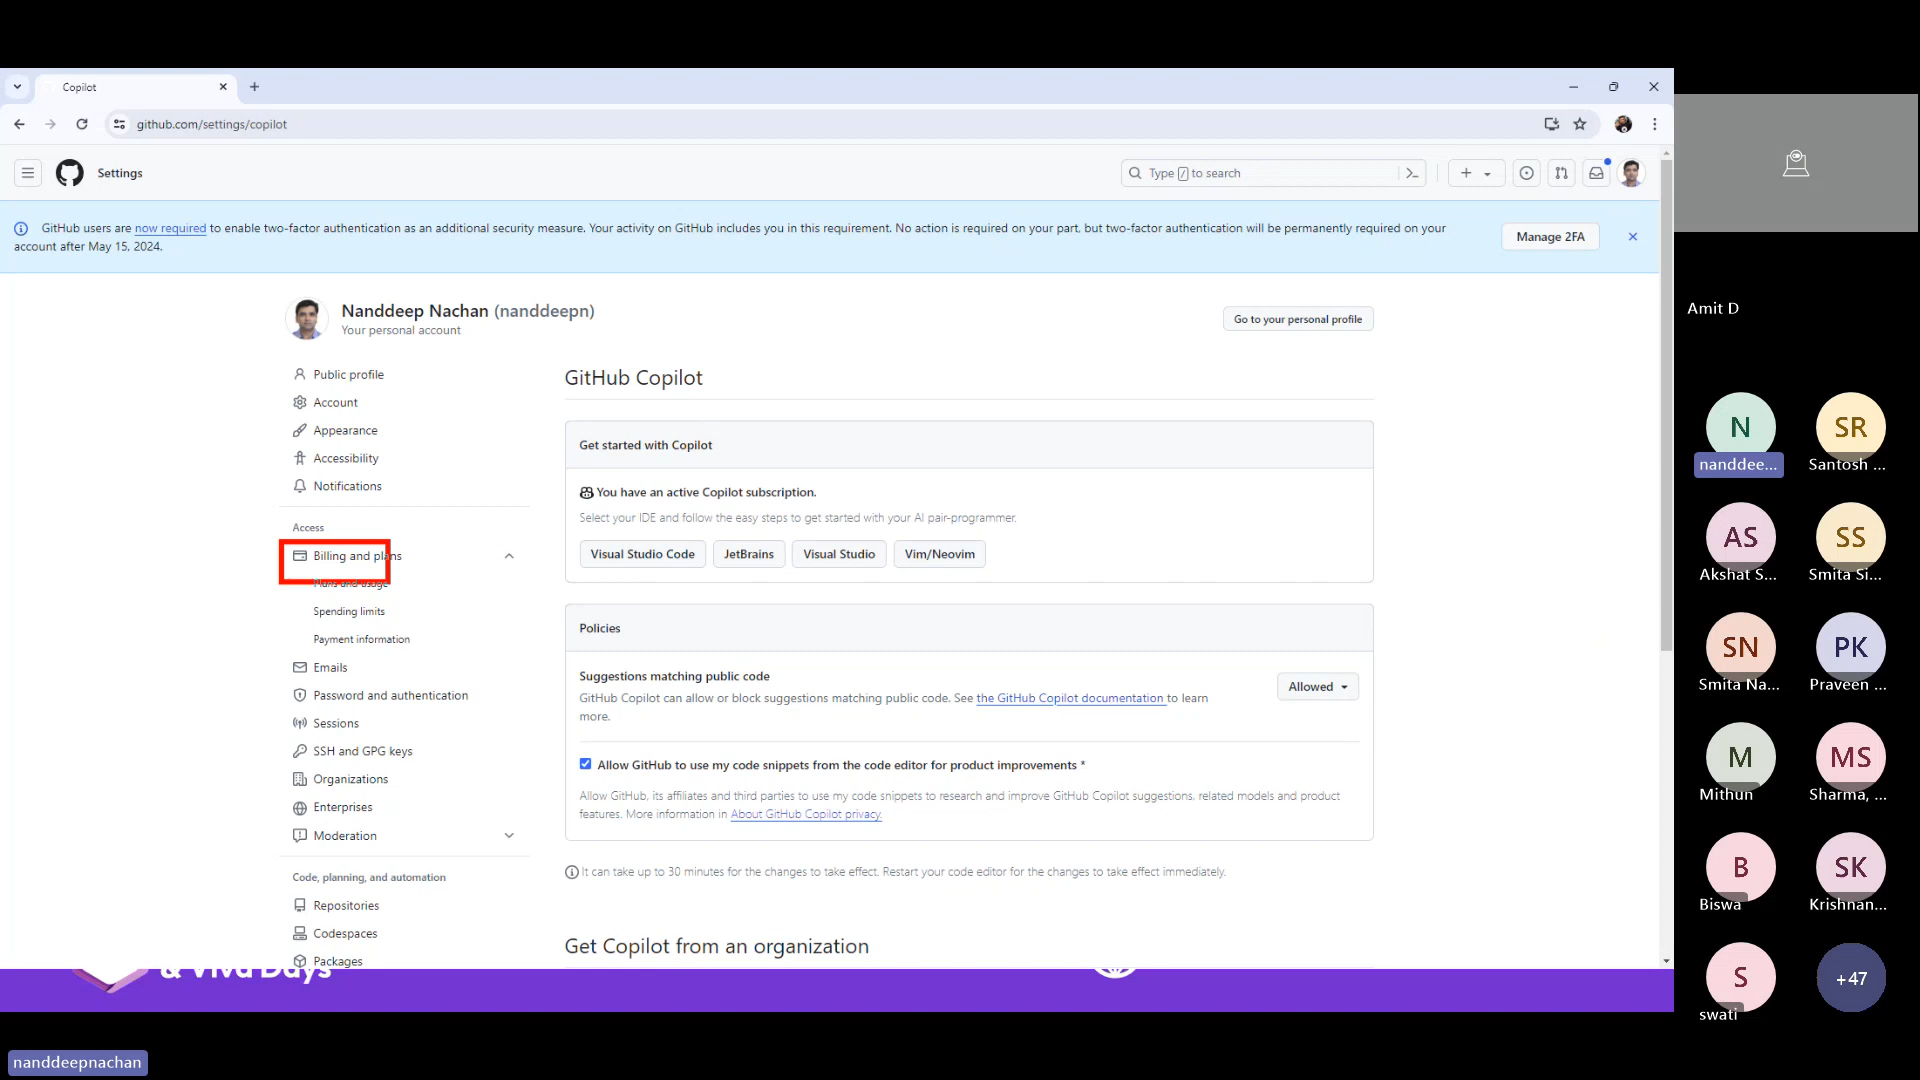 Copilot
github.com/settings/copilot
Settings
Type / to search
GitHub users are now required to enable two-factor authentication as an additional security measure. Your activity on GitHub includes you in this requirement. No action is required on your part, but two-factor authentication will be permanently required on your
account after May 15, 2024.
Manage 2FA
Nanddeep Nachan (nanddeepn)
Your personal account
Go to your personal profile
Public profile
Account
Appearance
Accessibility
Notifications
Access
Billing and plans
Plans and usage
Spending limits
Payment information
Emails
Password and authentication
Sessions
SSH and GPG keys
Organizations
Enterprises
Moderation
Code, planning, and automation
Repositories
Codespaces
Packages
GitHub Copilot
Get started with Copilot
You have an active Copilot subscription.
Select your IDE and follow the easy steps to get started with your AI pair-programmer.
Visual Studio Code
JetBrains
Visual Studio
Vim/Neovim
Policies
Suggestions matching public code
GitHub Copilot can allow or block suggestions matching public code. See the GitHub Copilot documentation to learn
more.
Allowed
Allow GitHub to use my code snippets from the code editor for product improvements *
Allow GitHub, its affiliates and third parties to use my code snippets to research and improve GitHub Copilot suggestions, related models and product
features. More information in About GitHub Copilot privacy.
It can take up to 30 minutes for the changes to take effect. Restart your code editor for the changes to take effect immediately.
Get Copilot from an organization
& Viva Days
Amit D
N
nanddee...
SR
Santosh ...
AS
Akshat S...
SS
Smita Si...
SN
Smita Na...
PK
Praveen ...
M
Mithun
MS
Sharma, ...
B
Biswa
SK
Krishnan...
S
swati
+47
nanddeepnachan